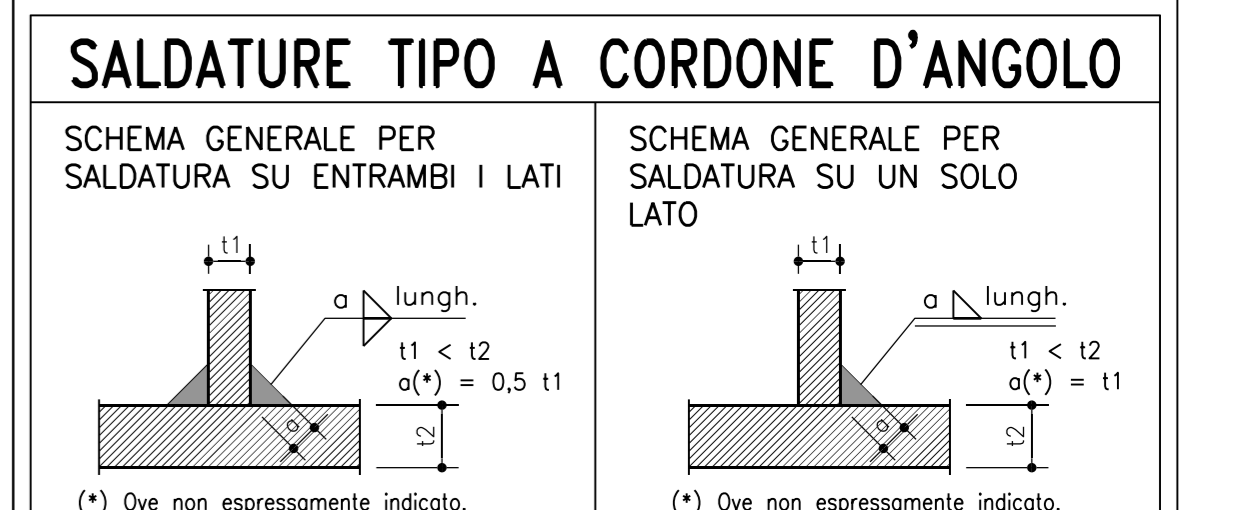 SALDATURE TIPO A CORDONE D'ANGOLO
SCHEMA GENERALE PER
SALDATURA SU ENTRAMBI I LATI
t1
a lungh.
t1 < t2
a(*) = 0,5 t1
a
t2
(*) Ove non espressamente indicato.
SCHEMA GENERALE PER
SALDATURA SU UN SOLO
LATO
t1
a lungh.
t1 < t2
a(*) = t1
a
t2
(*) Ove non espressamente indicato.